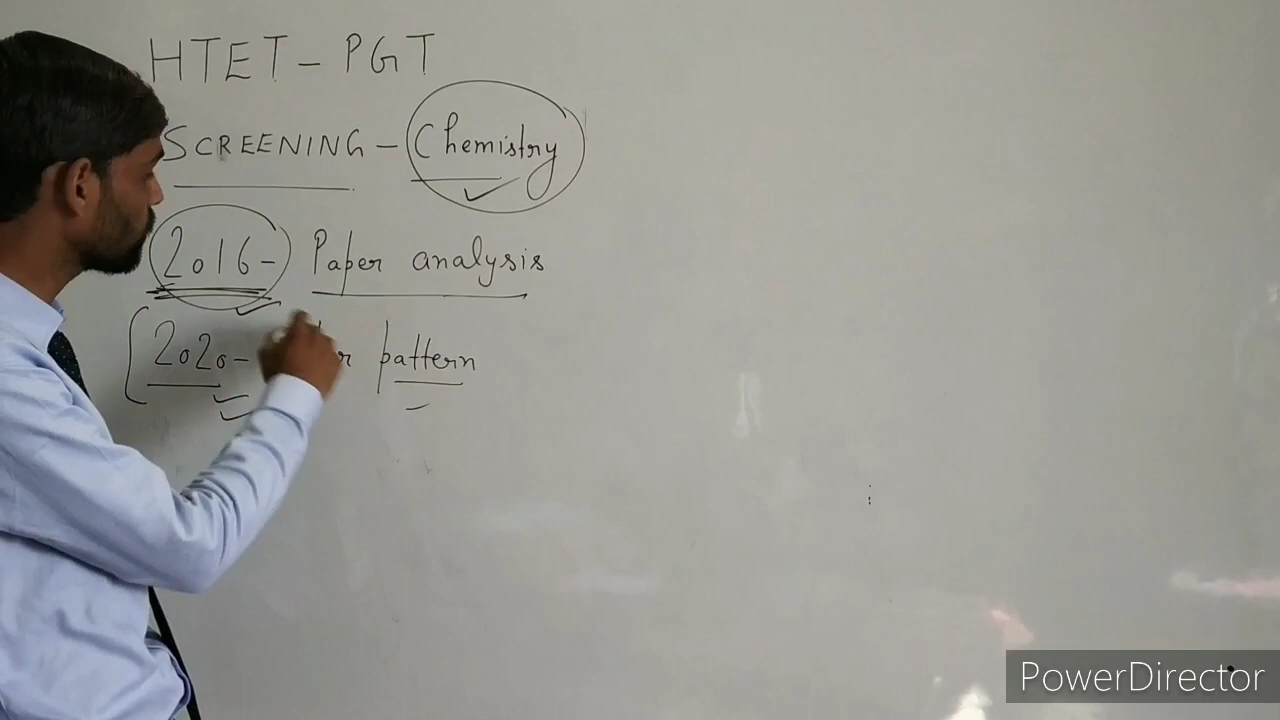 HTET - PGT
SCREENING - Chemistry
2016 - Paper analysis
2020 - pattern
PowerDirector